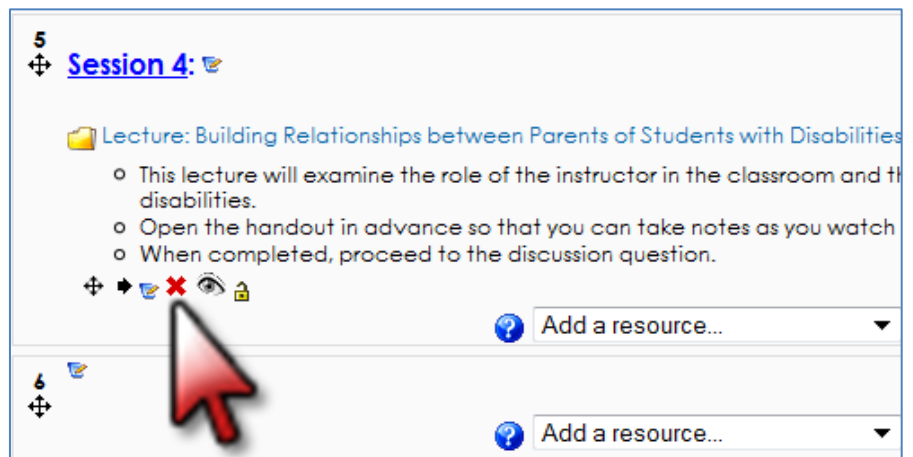 5
Session 4:
Lecture: Building Relationships between Parents of Students with Disabilities
This lecture will examine the role of the instructor in the classroom and
disabilities.
Open the handout in advance so that you can take notes as you watch
When completed, proceed to the discussion question.
Add a resource...
6
Add a resource...